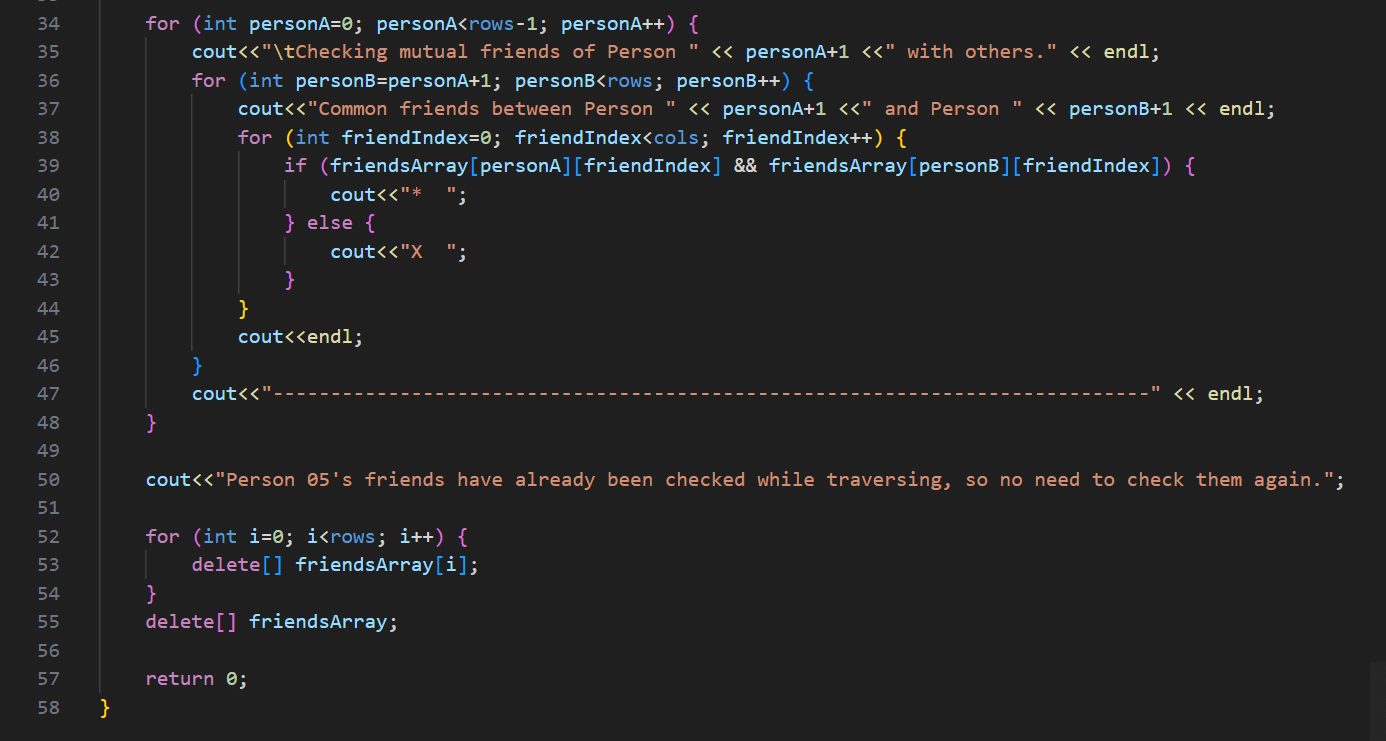 34 for (int personA=0; personA<rows-1; personA++) {
35 cout<<"\tChecking mutual friends of Person " << personA+1 <<" with others." << endl;
36 for (int personB=personA+1; personB<rows; personB++) {
37 cout<<"Common friends between Person " << personA+1 <<" and Person " << personB+1 << endl;
38 for (int friendIndex=0; friendIndex<cols; friendIndex++) {
39 if (friendsArray[personA][friendIndex] && friendsArray[personB][friendIndex]) {
40 cout<<"*  ";
41 } else {
42 cout<<"X  ";
43 }
44 }
45 cout<<endl;
46 }
47 cout<<"----------------------------------------------------------------------------" << endl;
48 }
49
50 cout<<"Person 05's friends have already been checked while traversing, so no need to check them again.";
51
52 for (int i=0; i<rows; i++) {
53 delete[] friendsArray[i];
54 }
55 delete[] friendsArray;
56
57 return 0;
58 }